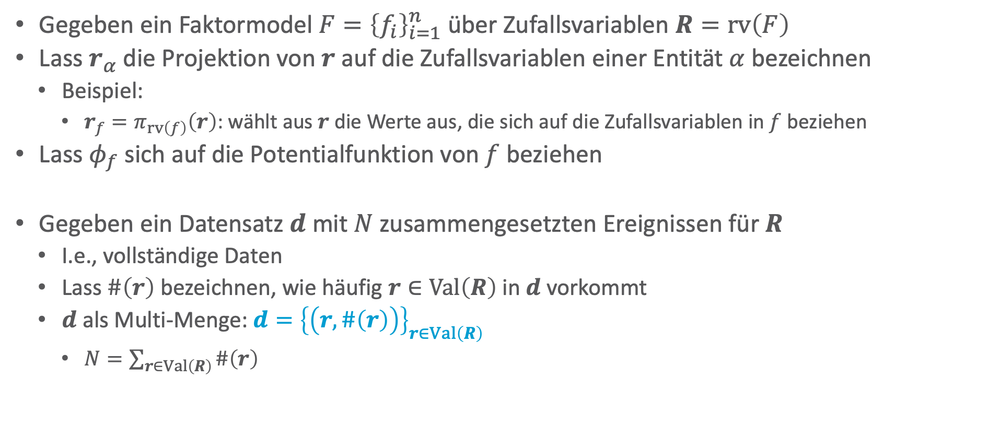 • Gegeben ein Faktormodel $F = \{f_i\}_{i=1}^{n}$ über Zufallsvariablen $\boldsymbol{R} = \mathrm{rv}(F)$
• Lass $\boldsymbol{r}_\alpha$ die Projektion von $\boldsymbol{r}$ auf die Zufallsvariablen einer Entität $\alpha$ bezeichnen
• Beispiel:
• $\boldsymbol{r}_f = \pi_{\mathrm{rv}(f)}(\boldsymbol{r})$: wählt aus $\boldsymbol{r}$ die Werte aus, die sich auf die Zufallsvariablen in $f$ beziehen
• Lass $\phi_f$ sich auf die Potentialfunktion von $f$ beziehen
• Gegeben ein Datensatz $\boldsymbol{d}$ mit $N$ zusammengesetzten Ereignissen für $\boldsymbol{R}$
• I.e., vollständige Daten
• Lass $\#(\boldsymbol{r})$ bezeichnen, wie häufig $\boldsymbol{r} \in \mathrm{Val}(\boldsymbol{R})$ in $\boldsymbol{d}$ vorkommt
• $\boldsymbol{d}$ als Multi-Menge: $\boldsymbol{d} = \{(\boldsymbol{r}, \#(\boldsymbol{r}))\}_{\boldsymbol{r} \in \mathrm{Val}(\boldsymbol{R})}$
• $N = \sum_{\boldsymbol{r} \in \mathrm{Val}(\boldsymbol{R})} \#(\boldsymbol{r})$